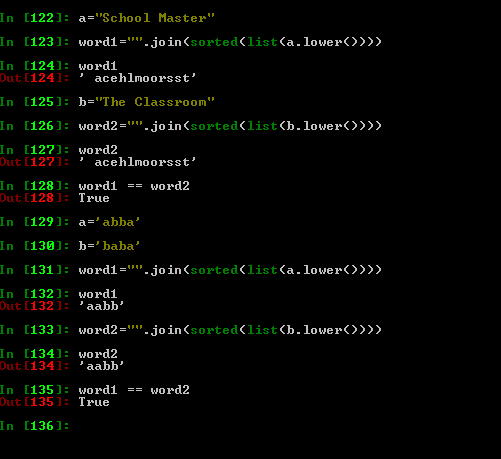 In [122]: a="School Master"
In [123]: word1="".join(sorted(list(a.lower())))
In [124]: word1
Out[124]: ' acehlmoorsst'
In [125]: b="The Classroom"
In [126]: word2="".join(sorted(list(b.lower())))
In [127]: word2
Out[127]: ' acehlmoorsst'
In [128]: word1 == word2
Out[128]: True
In [129]: a='abba'
In [130]: b='baba'
In [131]: word1="".join(sorted(list(a.lower())))
In [132]: word1
Out[132]: 'aabb'
In [133]: word2="".join(sorted(list(b.lower())))
In [134]: word2
Out[134]: 'aabb'
In [135]: word1 == word2
Out[135]: True
In [136]: